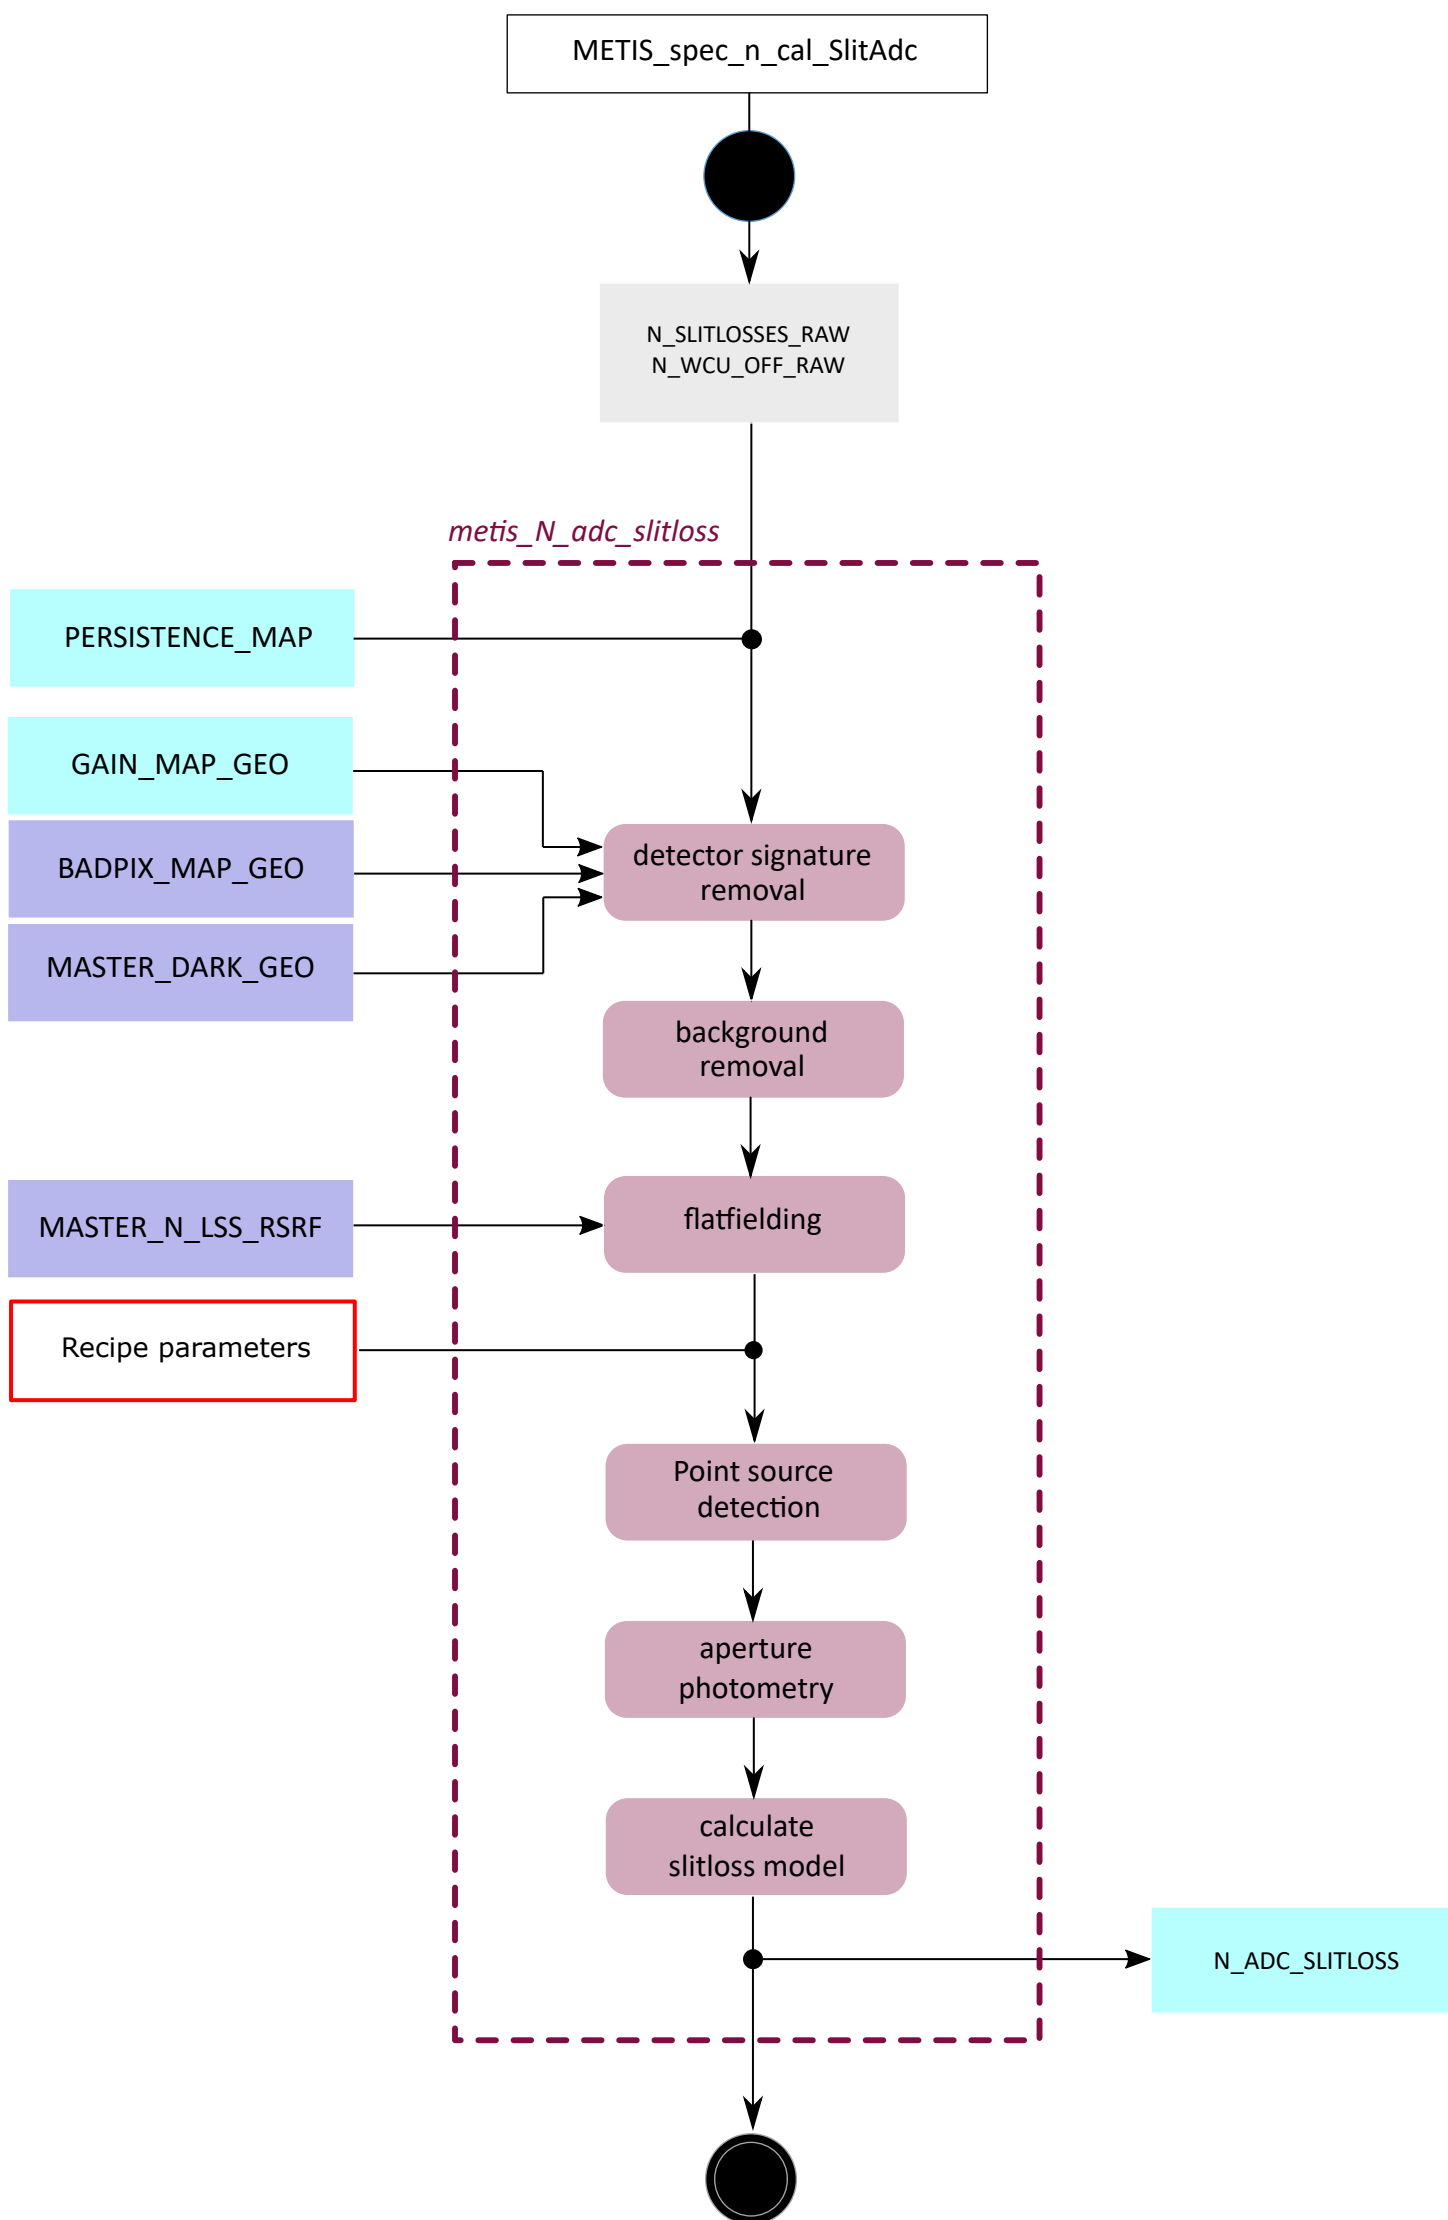 METIS_spec_n_cal_SlitAdc
N_SLITLOSSES_RAW
N_WCU_OFF_RAW
metis_N_adc_slitloss
PERSISTENCE_MAP
GAIN_MAP_GEO
BADPIX_MAP_GEO
MASTER_DARK_GEO
detector signature
removal
background
removal
MASTER_N_LSS_RSRF
flatfielding
Recipe parameters
Point source
detection
aperture
photometry
calculate
slitloss model
N_ADC_SLITLOSS